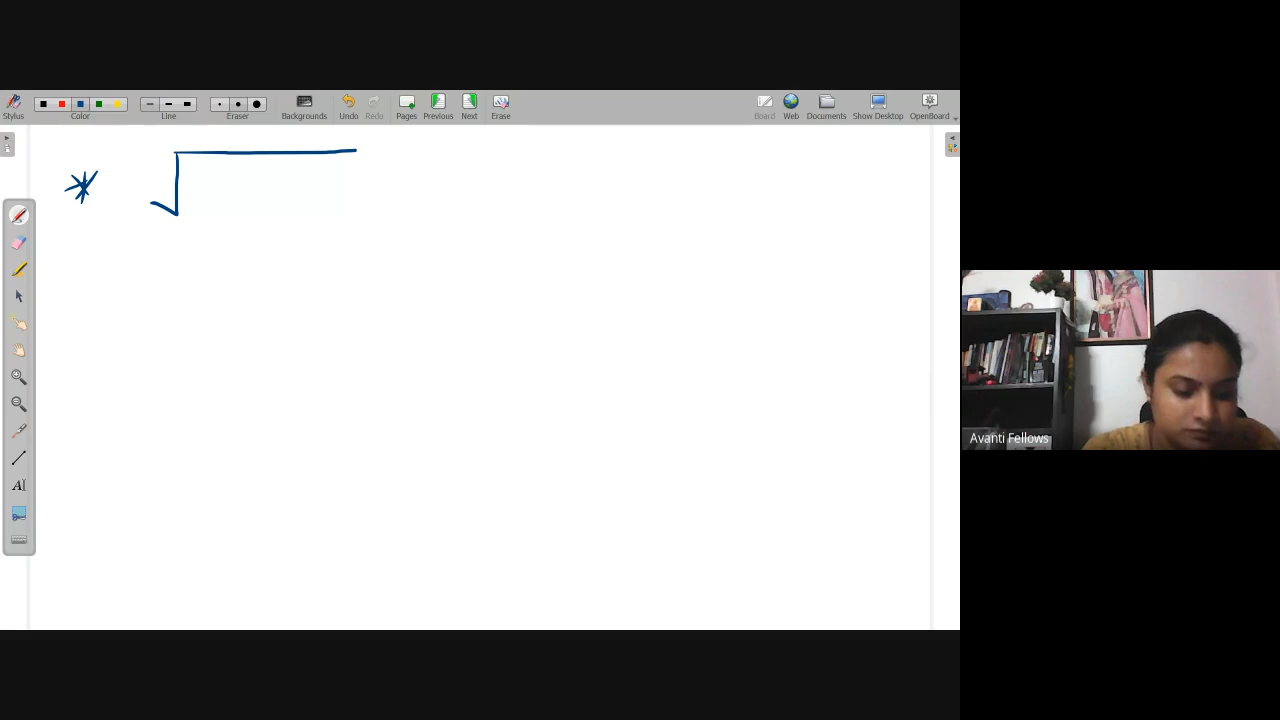 Stylus Color Line Eraser Backgrounds Undo Redo Pages Previous Next Erase Board Web Documents Show Desktop OpenBoard
* √
Avanti Fellows